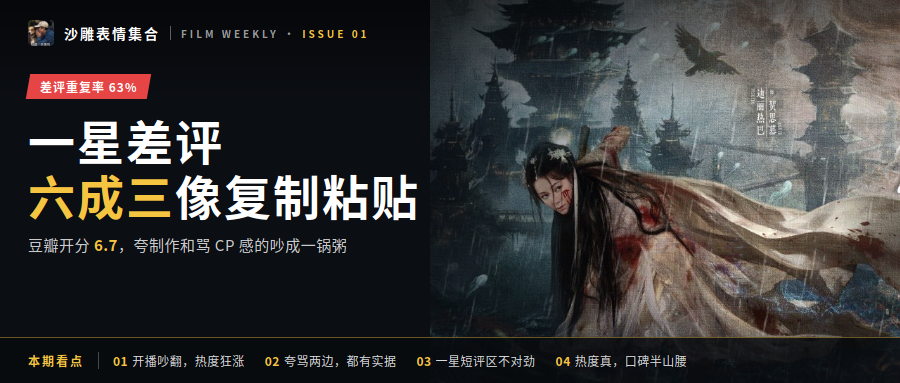 沙雕表情集合 FILM WEEKLY · ISSUE 01
差评重复率 63%
一星差评
六成三像复制粘贴
豆瓣开分 6.7，夸制作和骂 CP 感的吵成一锅粥
迪丽热巴
本期看点 01 开播吵翻，热度狂涨 02 夸骂两边，都有实据 03 一星短评区不对劲 04 热度真，口碑半山腰